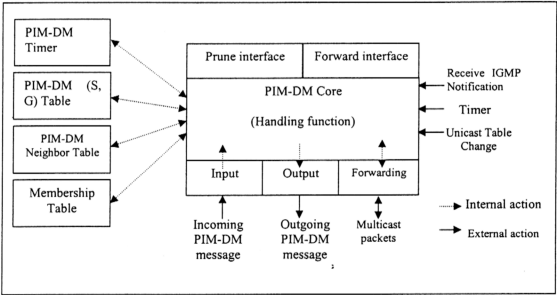 PIM-DM
Timer
PIM-DM (S,
G) Table
PIM-DM
Neighbor Table
Membership
Table
Prune interface
Forward interface
PIM-DM Core
(Handling function)
Input
Output
Forwarding
Receive IGMP
Notification
Timer
Unicast Table
Change
Incoming
PIM-DM
message
Outgoing
PIM-DM
message
Multicast
packets
Internal action
External action